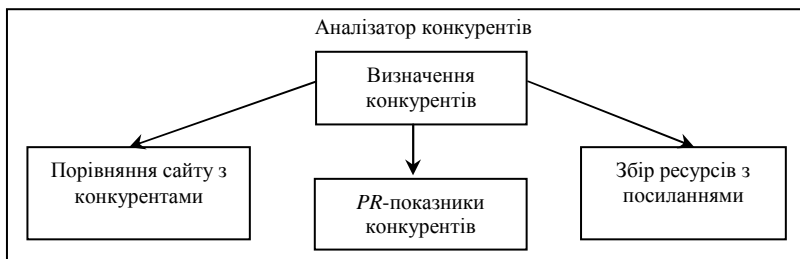 Аналізатор конкурентів
Визначення
конкурентів
Порівняння сайту з
конкурентами
PR-показники
конкурентів
Збір ресурсів з
посиланнями